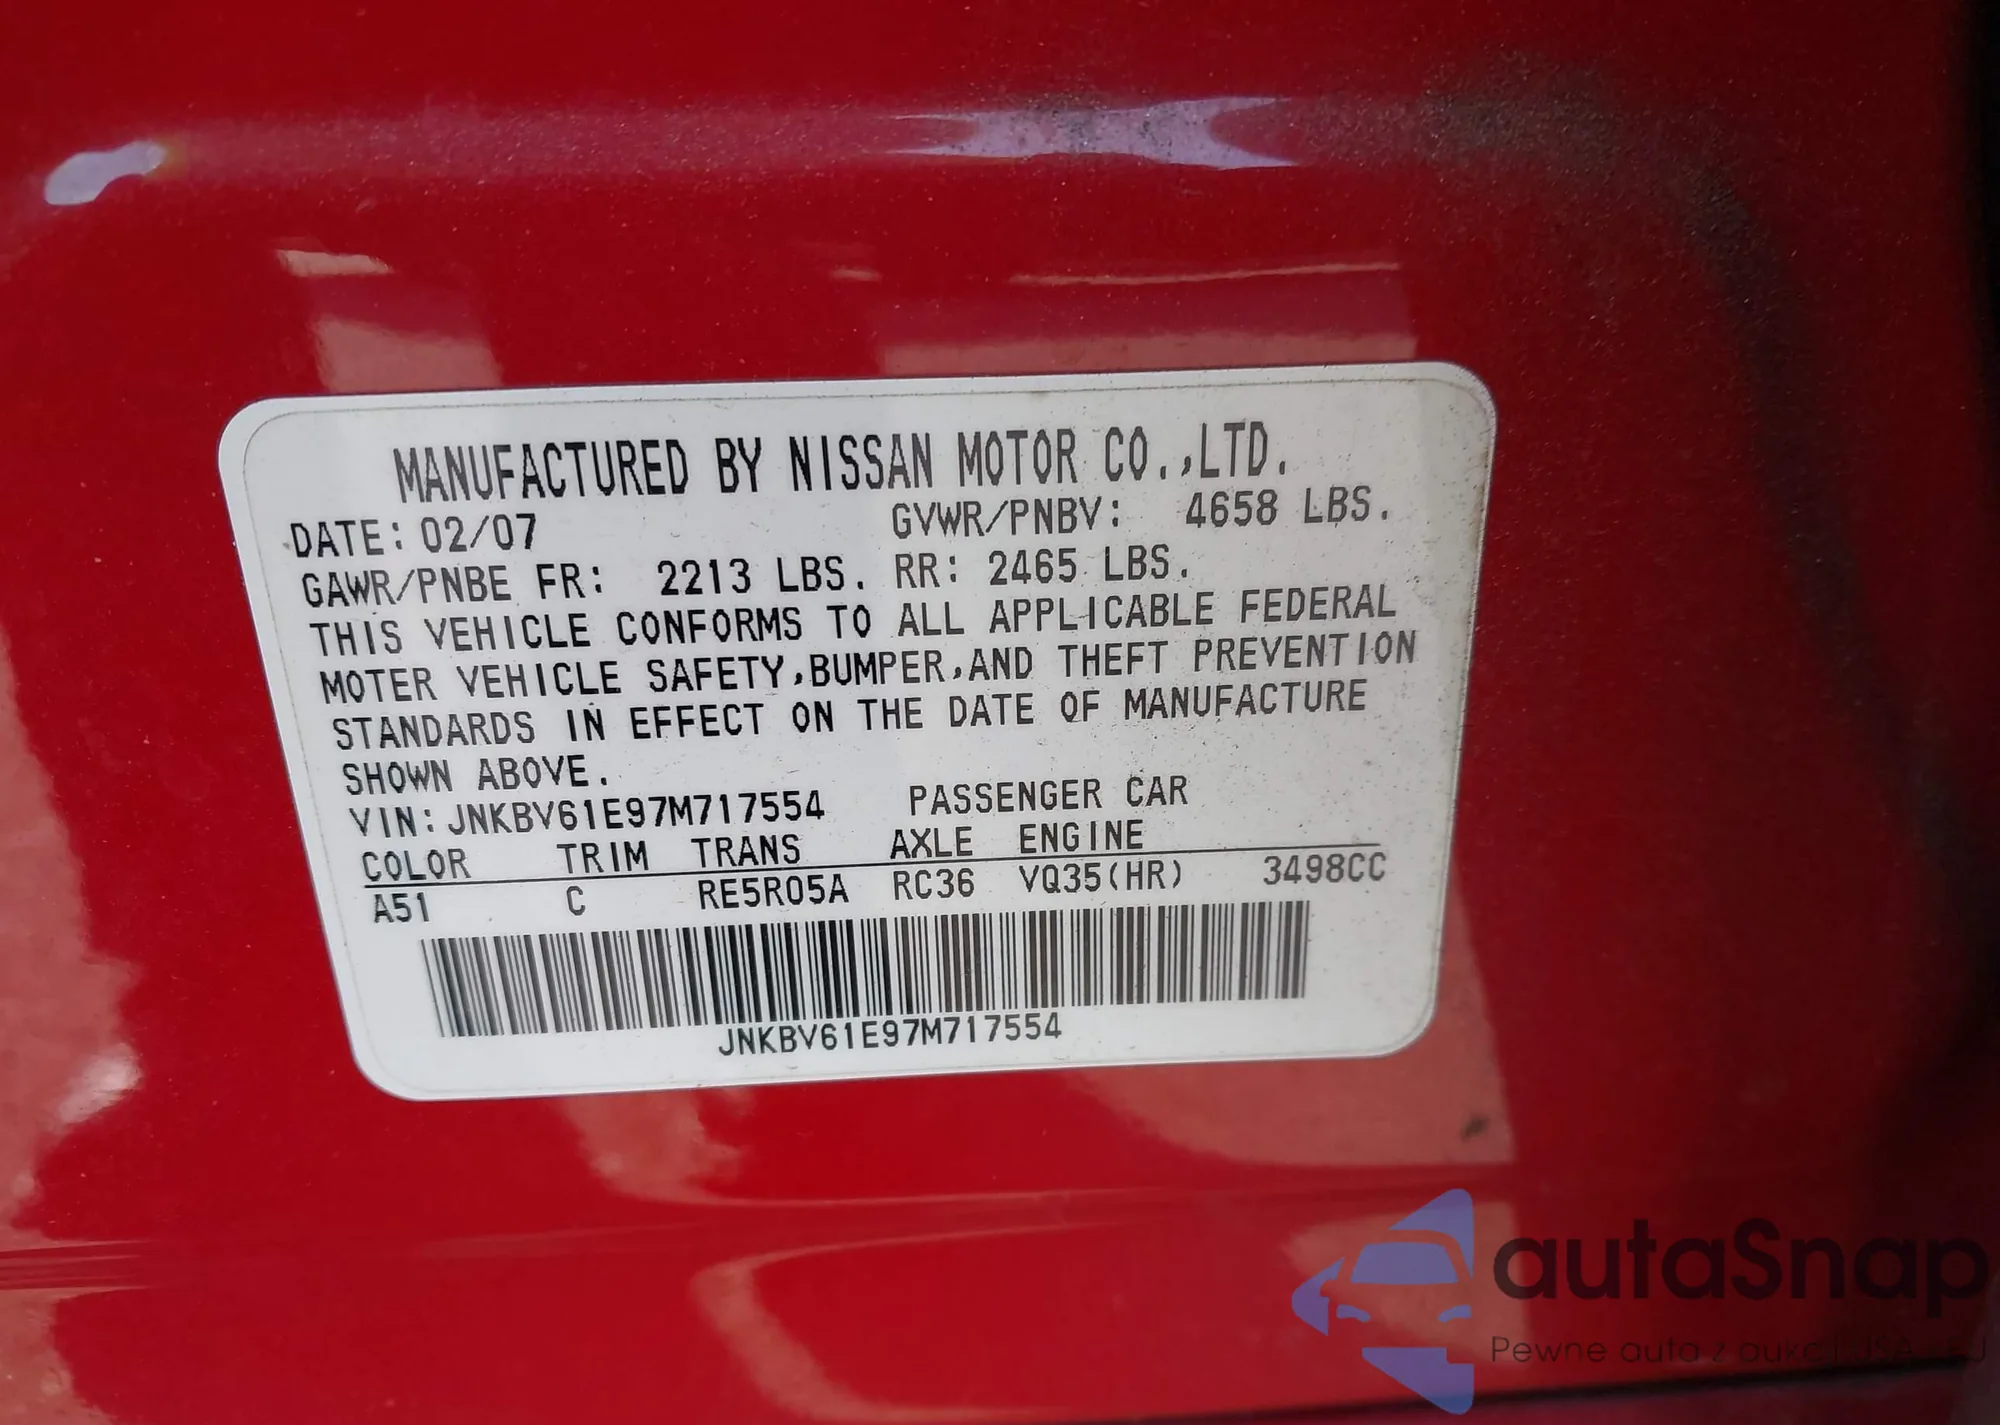 MANUFACTURED BY NISSAN MOTOR CO.,LTD.
DATE: 02/07 GVWR/PNBV: 4658 LBS.
GAWR/PNBE FR: 2213 LBS. RR: 2465 LBS.
THIS VEHICLE CONFORMS TO ALL APPLICABLE FEDERAL
MOTER VEHICLE SAFETY,BUMPER,AND THEFT PREVENTION
STANDARDS IN EFFECT ON THE DATE OF MANUFACTURE
SHOWN ABOVE.
VIN: JNKBV61E97M717554 PASSENGER CAR
COLOR TRIM TRANS AXLE ENGINE
A51 C RE5R05A RC36 VQ35(HR) 3498CC
JNKBV61E97M717554
autaSnap
Pewne auto z USA